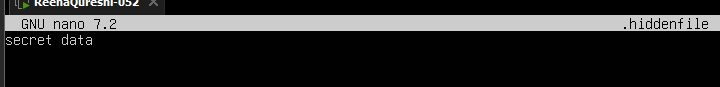 ReenaQureshi-052
GNU nano 7.2 .hiddenfile
secret data